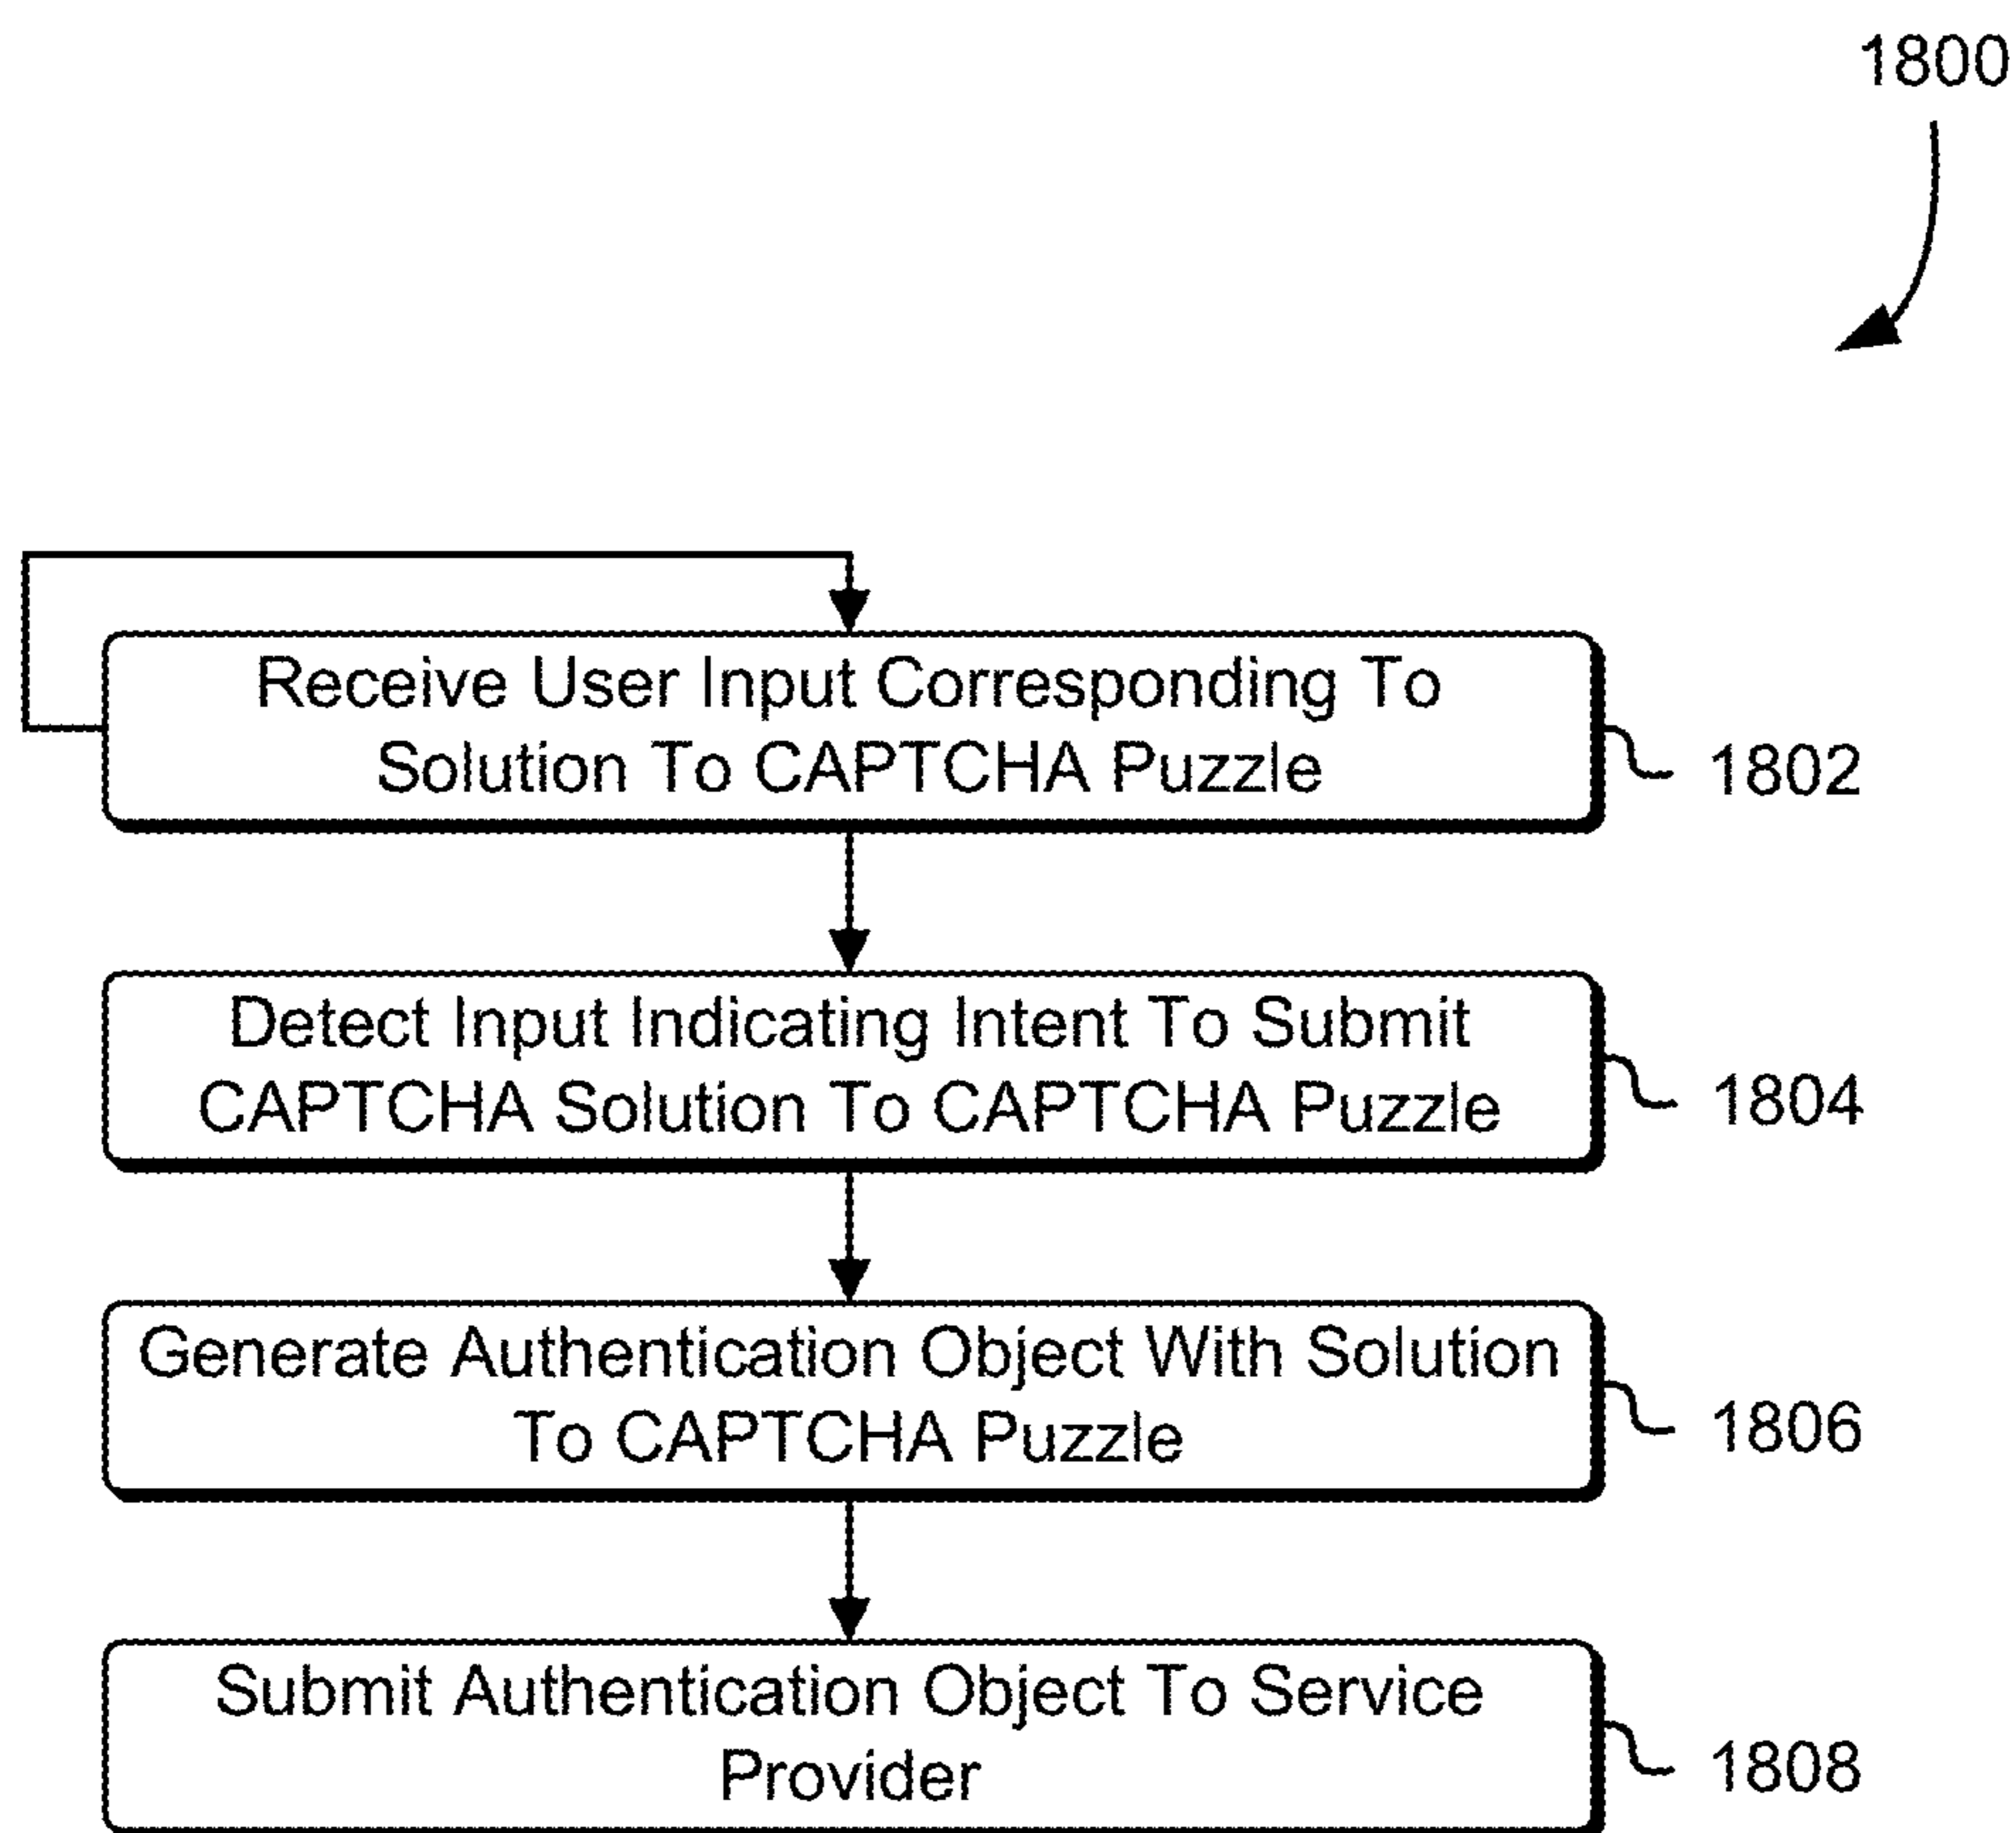 1800
Receive User Input Corresponding To
Solution To CAPTCHA Puzzle
1802
Detect Input Indicating Intent To Submit
CAPTCHA Solution To CAPTCHA Puzzle
1804
Generate Authentication Object With Solution
To CAPTCHA Puzzle
1806
Submit Authentication Object To Service
Provider
1808